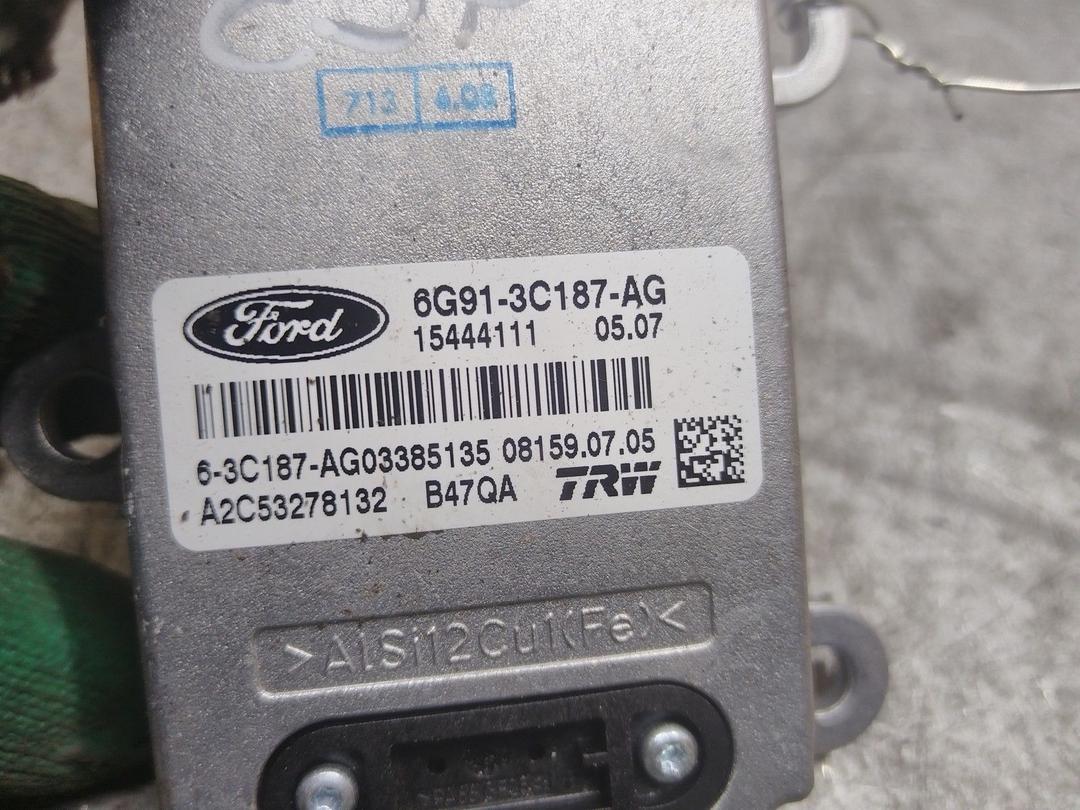 713 4.08
Ford
6G91-3C187-AG
15444111 05.07
6-3C187-AG03385135 08159.07.05
A2C53278132 B47QA TRW
>AlSi12Cu1(Fe)<